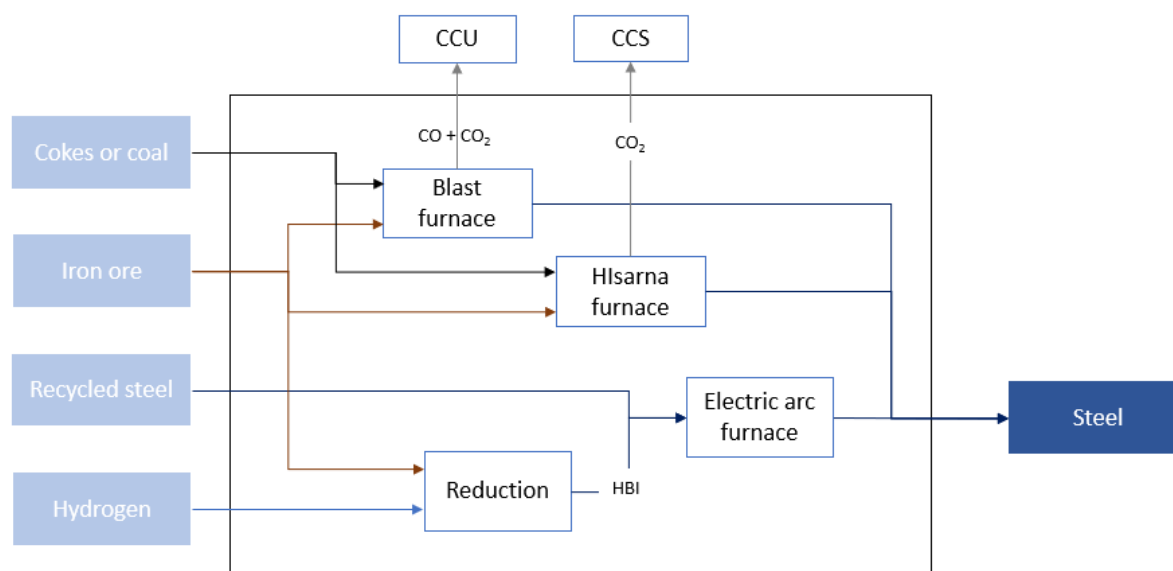 CCU
CCS
CO + CO₂
CO₂
Cokes or coal
Blast
furnace
Iron ore
HIsarna
furnace
Recycled steel
Electric arc
furnace
Steel
Reduction
HBI
Hydrogen